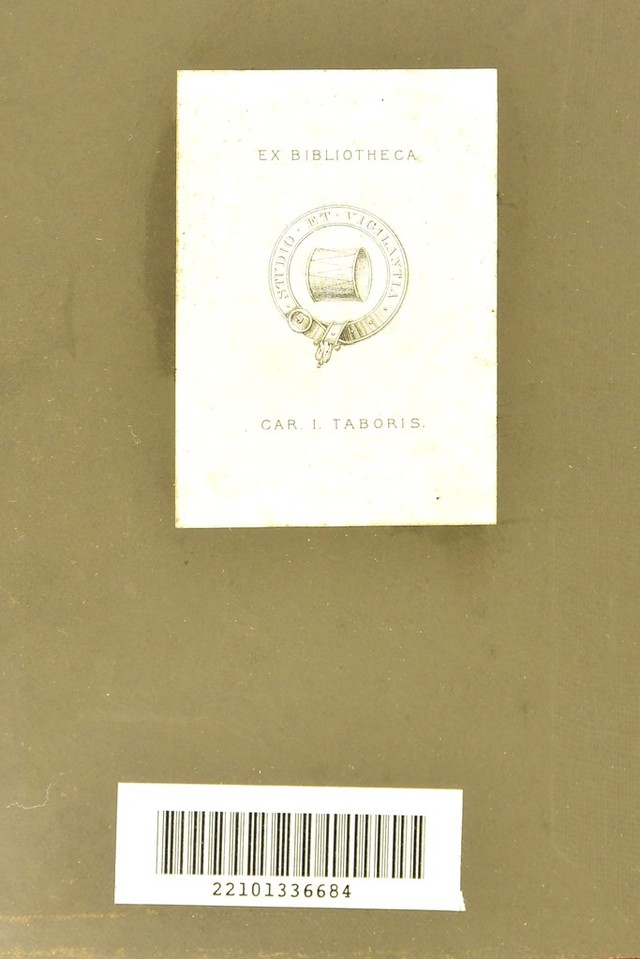 EX BIBLIOTHECA
STUDIO · ET · VIGILANTIA ·
CAR. I. TABORIS.
22101336684